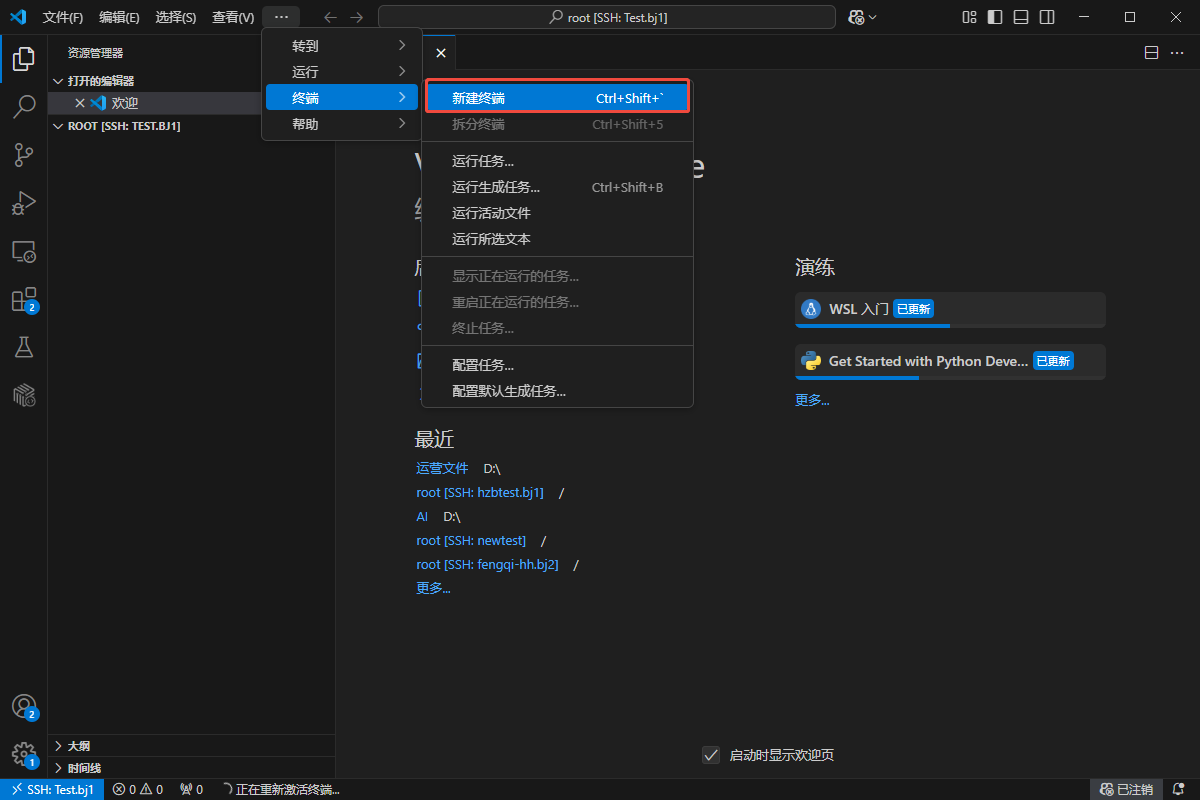 文件(F) 编辑(E) 选择(S) 查看(V) ··· root [SSH: Test.bj1]
资源管理器
打开的编辑器
欢迎
ROOT [SSH: TEST.BJ1]
转到
运行
终端
帮助
新建终端 Ctrl+Shift+`
拆分终端 Ctrl+Shift+5
运行任务...
运行生成任务... Ctrl+Shift+B
运行活动文件
运行所选文本
显示正在运行的任务...
重启正在运行的任务...
终止任务...
配置任务...
配置默认生成任务...
演练
WSL 入门 已更新
Get Started with Python Deve... 已更新
更多...
最近
运营文件 D:\
root [SSH: hzbtest.bj1] /
AI D:\
root [SSH: newtest] /
root [SSH: fengqi-hh.bj2] /
更多...
2
2
1
大纲
时间线
启动时显示欢迎页
SSH: Test.bj1 0 0 0 正在重新激活终端... 已注销